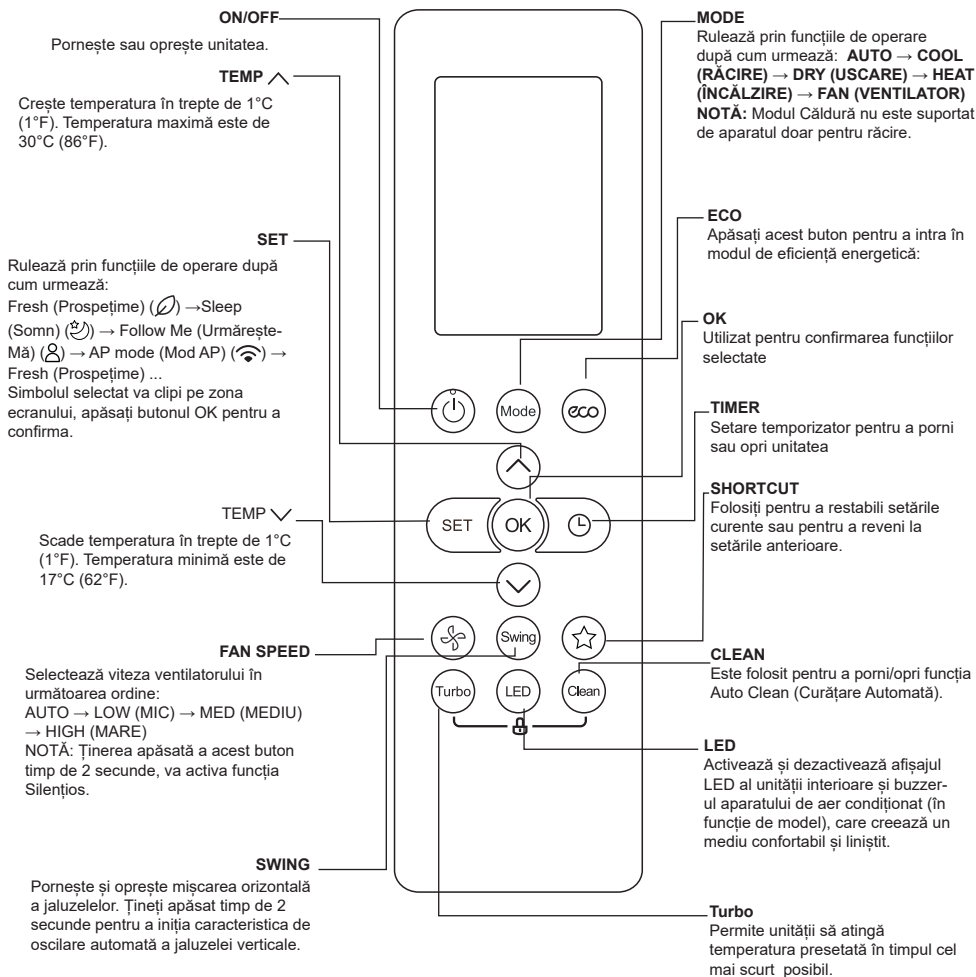 ON/OFF
Pornește sau oprește unitatea.
TEMP
Crește temperatura în trepte de 1°C
(1°F). Temperatura maximă este de
30°C (86°F).
SET
Rulează prin funcțiile de operare după
cum urmează:
Fresh (Prospețime) ( ) →Sleep
(Somn) ( ) → Follow Me (Urmărește-
Mă) ( ) → AP mode (Mod AP) ( ) →
Fresh (Prospețime) ...
Simbolul selectat va clipi pe zona
ecranului, apăsați butonul OK pentru a
confirma.
TEMP
Scade temperatura în trepte de 1°C
(1°F). Temperatura minimă este de
17°C (62°F).
FAN SPEED
Selectează viteza ventilatorului în
următoarea ordine:
AUTO → LOW (MIC) → MED (MEDIU)
→ HIGH (MARE)
NOTĂ: Ținerea apăsată a acest buton
timp de 2 secunde, va activa funcția
Silențios.
SWING
Pornește și oprește mișcarea orizontală
a jaluzelelor. Țineți apăsat timp de 2
secunde pentru a iniția caracteristica de
oscilare automată a jaluzelei verticale.
Mode
eco
SET
OK
Swing
Turbo
LED
Clean
MODE
Rulează prin funcțiile de operare
după cum urmează: AUTO → COOL
(RĂCIRE) → DRY (USCARE) → HEAT
(ÎNCĂLZIRE) → FAN (VENTILATOR)
NOTĂ: Modul Căldură nu este suportat
de aparatul doar pentru răcire.
ECO
Apăsați acest buton pentru a intra în
modul de eficiență energetică:
OK
Utilizat pentru confirmarea funcțiilor
selectate
TIMER
Setare temporizator pentru a porni
sau opri unitatea
SHORTCUT
Folosiți pentru a restabili setările
curente sau pentru a reveni la
setările anterioare.
CLEAN
Este folosit pentru a porni/opri funcția
Auto Clean (Curățare Automată).
LED
Activează și dezactivează afișajul
LED al unității interioare și buzzer-
ul aparatului de aer condiționat (în
funcție de model), care creează un
mediu confortabil și liniștit.
Turbo
Permite unității să atingă
temperatura presetată în timpul cel
mai scurt posibil.